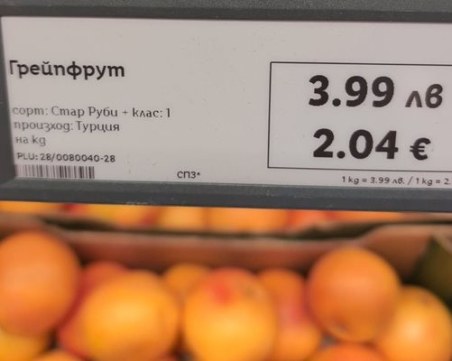 Грейпфрут
3.99 лв
2.04 €
сорт: Стар Руби + клас: 1
произход: Турция
на kg
PLU: 28/0080040-28
СПЗ*
1 kg = 3.99 лв. / 1 kg = 2.